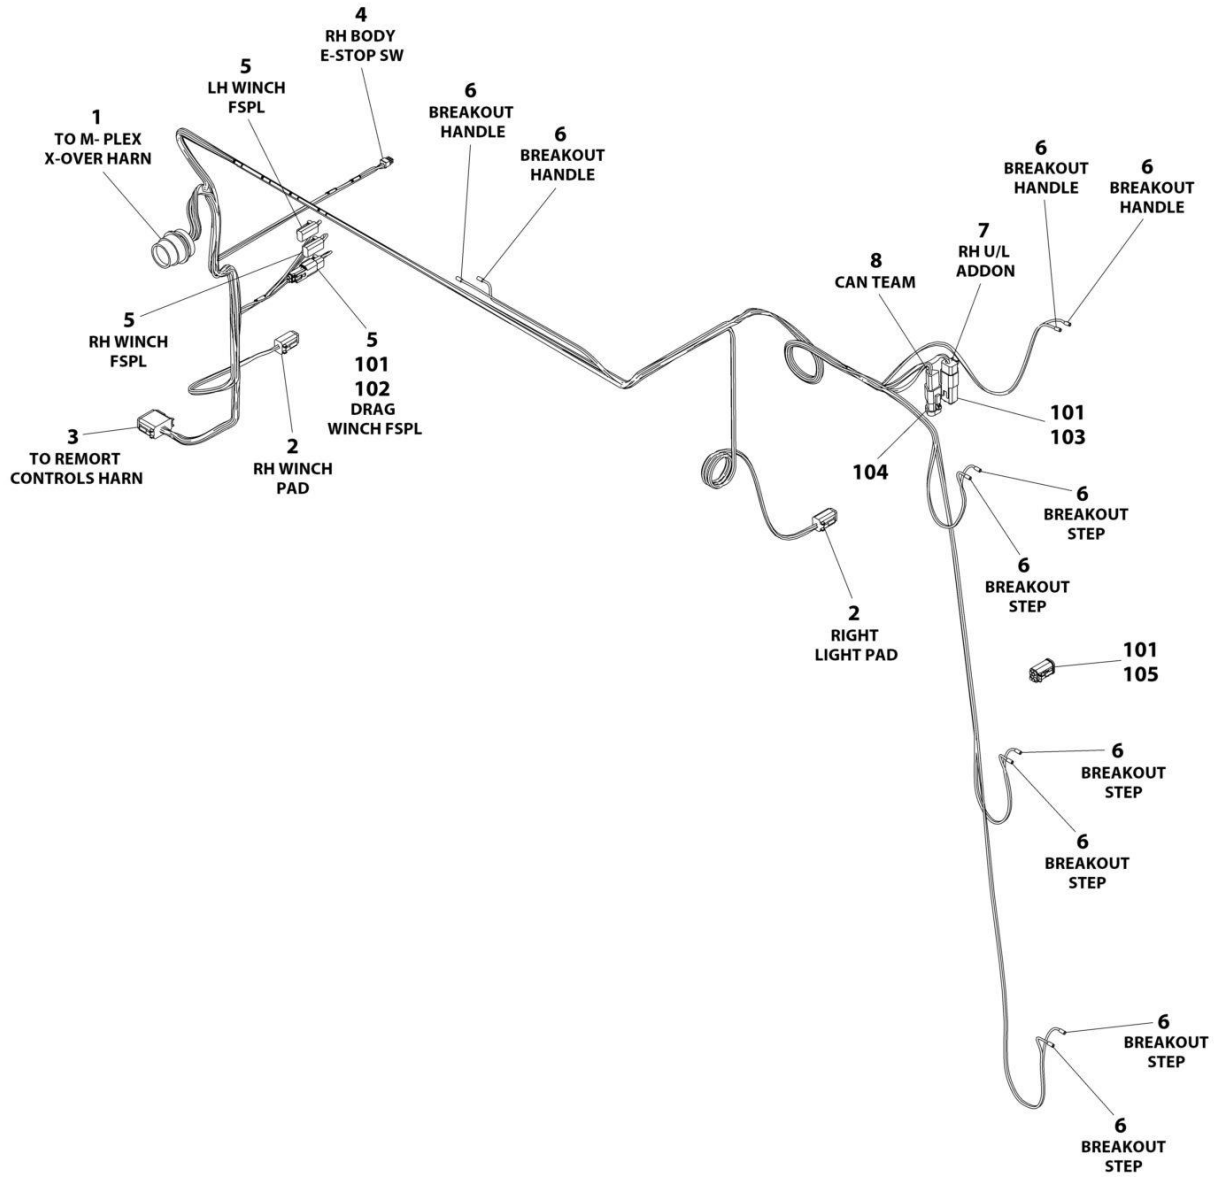 4
RH BODY
E-STOP SW
5
LH WINCH
FSPL
6
BREAKOUT
HANDLE
1
TO M- PLEX
X-OVER HARN
6
BREAKOUT
HANDLE
6
BREAKOUT
HANDLE
6
BREAKOUT
HANDLE
7
RH U/L
ADDON
8
CAN TEAM
5
RH WINCH
FSPL
5
101
102
DRAG
WINCH FSPL
3
TO REMORT
CONTROLS HARN
2
RH WINCH
PAD
101
103
104
6
BREAKOUT
STEP
6
BREAKOUT
STEP
2
RIGHT
LIGHT PAD
101
105
6
BREAKOUT
STEP
6
BREAKOUT
STEP
6
BREAKOUT
STEP
6
BREAKOUT
STEP